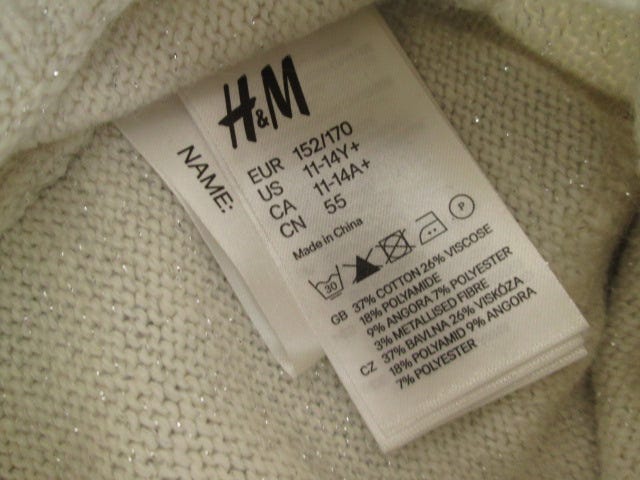 H&M
NAME:
EUR 152/170
US 11-14Y+
CA 11-14A+
CN 55
Made in China
30
P
GB 37% COTTON 26% VISCOSE
18% POLYAMIDE
9% ANGORA 7% POLYESTER
3% METALLISED FIBRE
CZ 37% BAVLNA 26% VISKÓZA
18% POLYAMID 9% ANGORA
7% POLYESTER